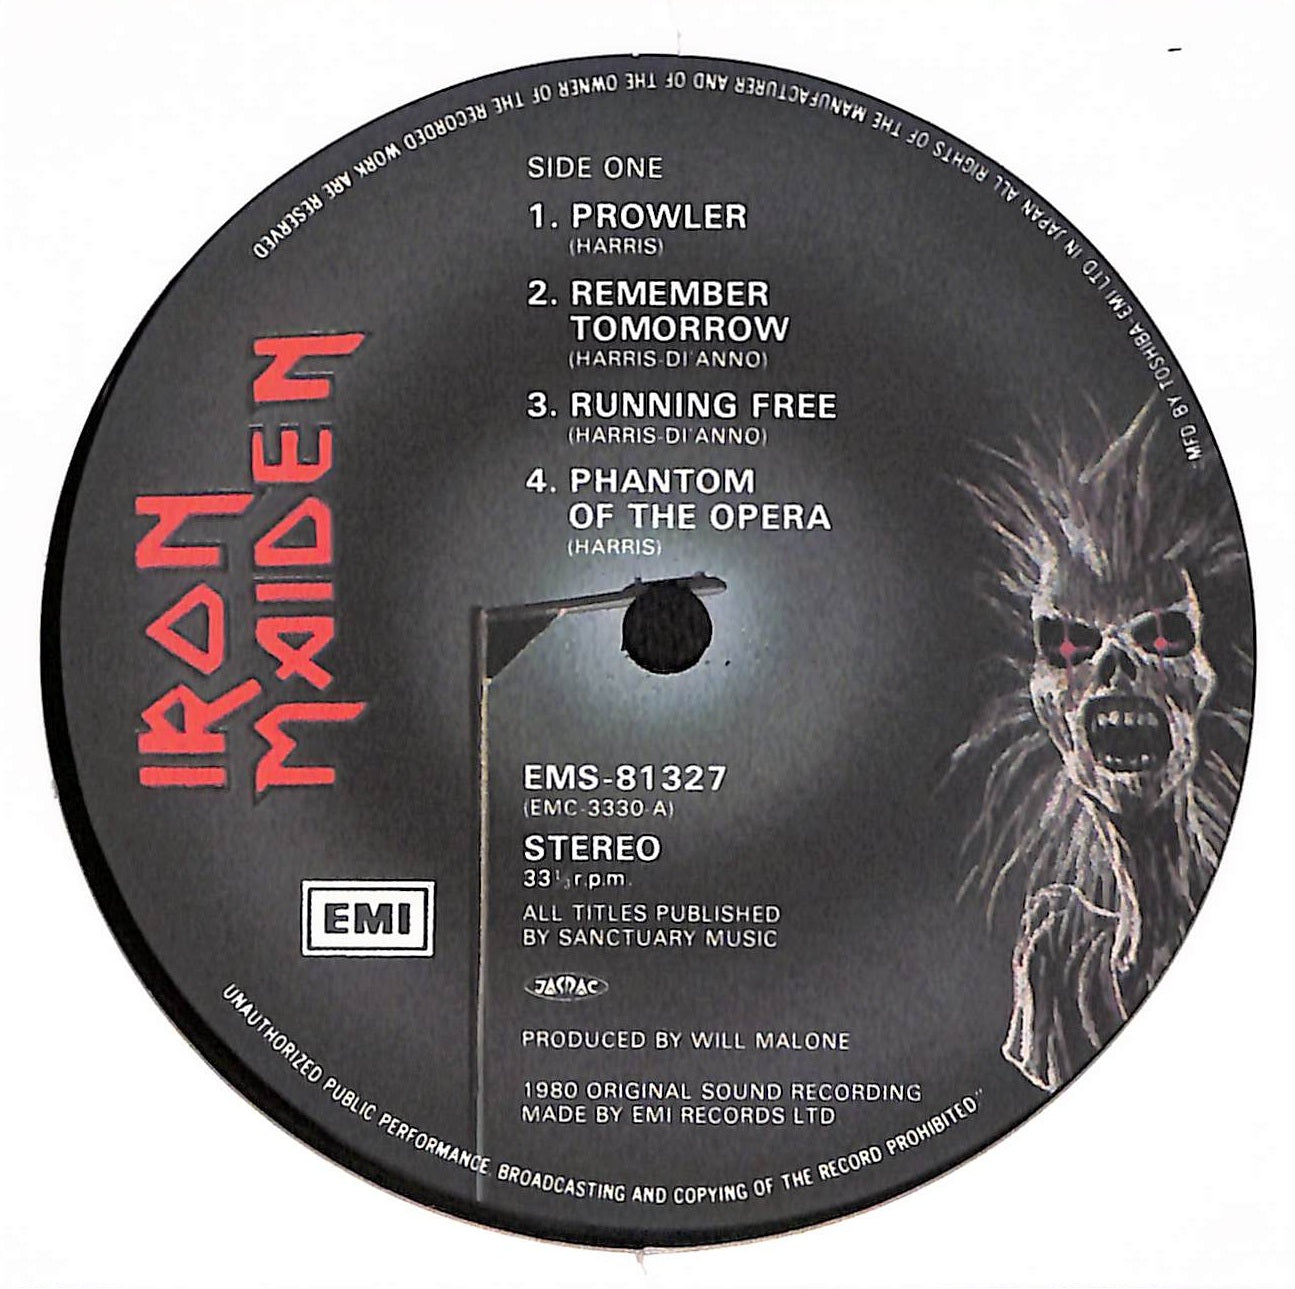 "MFD BY TOSHIBA-EMI LTD IN JAPAN ALL RIGHTS OF THE MANUFACTURER AND OF THE OWNER OF THE RECORDED WORK ARE RESERVED
SIDE ONE
1. PROWLER
(HARRIS)
2. REMEMBER
TOMORROW
(HARRIS-DI'ANNO)
3. RUNNING FREE
(HARRIS-DI'ANNO)
4. PHANTOM
OF THE OPERA
(HARRIS)
IRON
MAIDEN
EMS-81327
(EMC-3330-A)
STEREO
33⅓ r.p.m.
EMI
ALL TITLES PUBLISHED
BY SANCTUARY MUSIC
JASRAC
PRODUCED BY WILL MALONE
1980 ORIGINAL SOUND RECORDING
MADE BY EMI RECORDS LTD
UNAUTHORIZED PUBLIC PERFORMANCE BROADCASTING AND COPYING OF THE RECORD PROHIBITED"